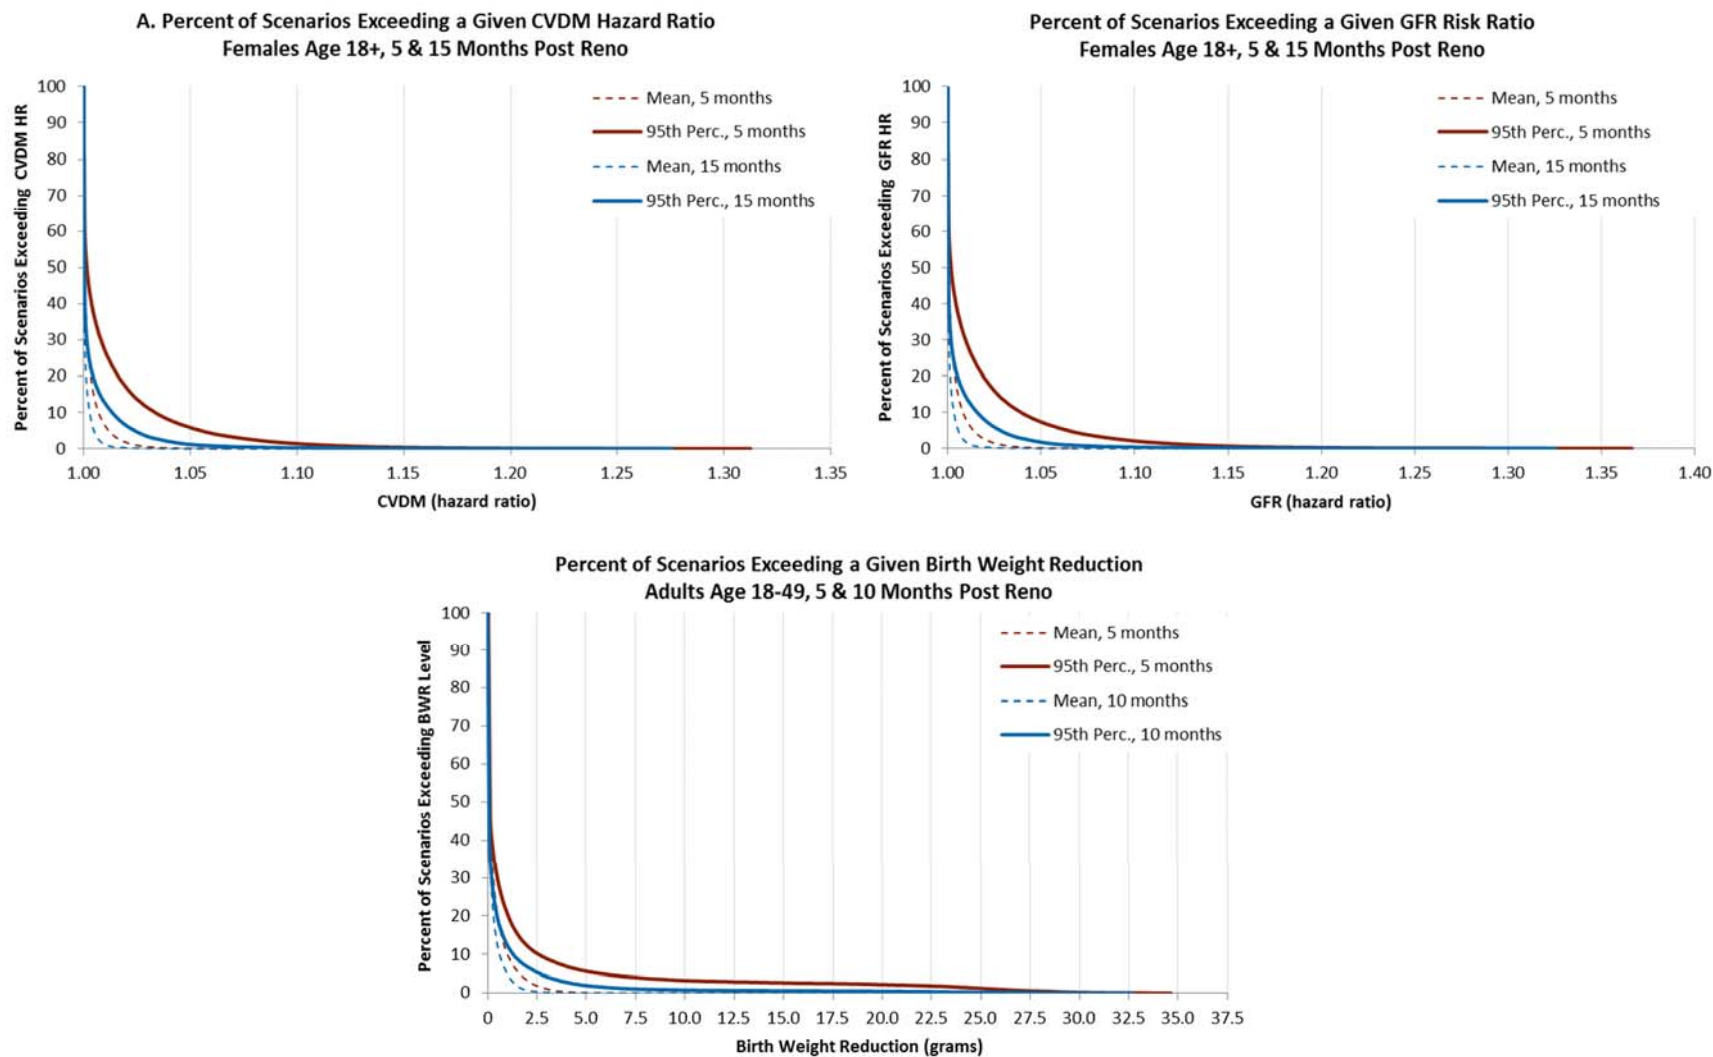 A. Percent of Scenarios Exceeding a Given CVDM Hazard Ratio
Females Age 18+, 5 & 15 Months Post Reno
Percent of Scenarios Exceeding CVDM HR
100
90
80
70
60
50
40
30
20
10
0
Mean, 5 months
95th Perc., 5 months
Mean, 15 months
95th Perc., 15 months
1.00 1.05 1.10 1.15 1.20 1.25 1.30 1.35
CVDM (hazard ratio)
Percent of Scenarios Exceeding a Given GFR Risk Ratio
Females Age 18+, 5 & 15 Months Post Reno
Percent of Scenarios Exceeding GFR HR
100
90
80
70
60
50
40
30
20
10
0
Mean, 5 months
95th Perc., 5 months
Mean, 15 months
95th Perc., 15 months
1.00 1.05 1.10 1.15 1.20 1.25 1.30 1.35 1.40
GFR (hazard ratio)
Percent of Scenarios Exceeding a Given Birth Weight Reduction
Adults Age 18-49, 5 & 10 Months Post Reno
Percent of Scenarios Exceeding BWR Level
100
90
80
70
60
50
40
30
20
10
0
Mean, 5 months
95th Perc., 5 months
Mean, 10 months
95th Perc., 10 months
0 2.5 5.0 7.5 10.0 12.5 15.0 17.5 20.0 22.5 25.0 27.5 30.0 32.5 35.0 37.5
Birth Weight Reduction (grams)